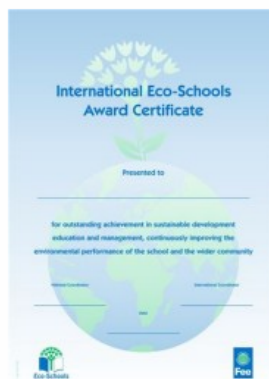 International Eco-Schools
Award Certificate
Presented to
for outstanding achievement in sustainable development
education and management, continuously improving the
environmental performance of the school and the wider community
National Coordinator International Coordinator
Date
Eco-Schools
Fee